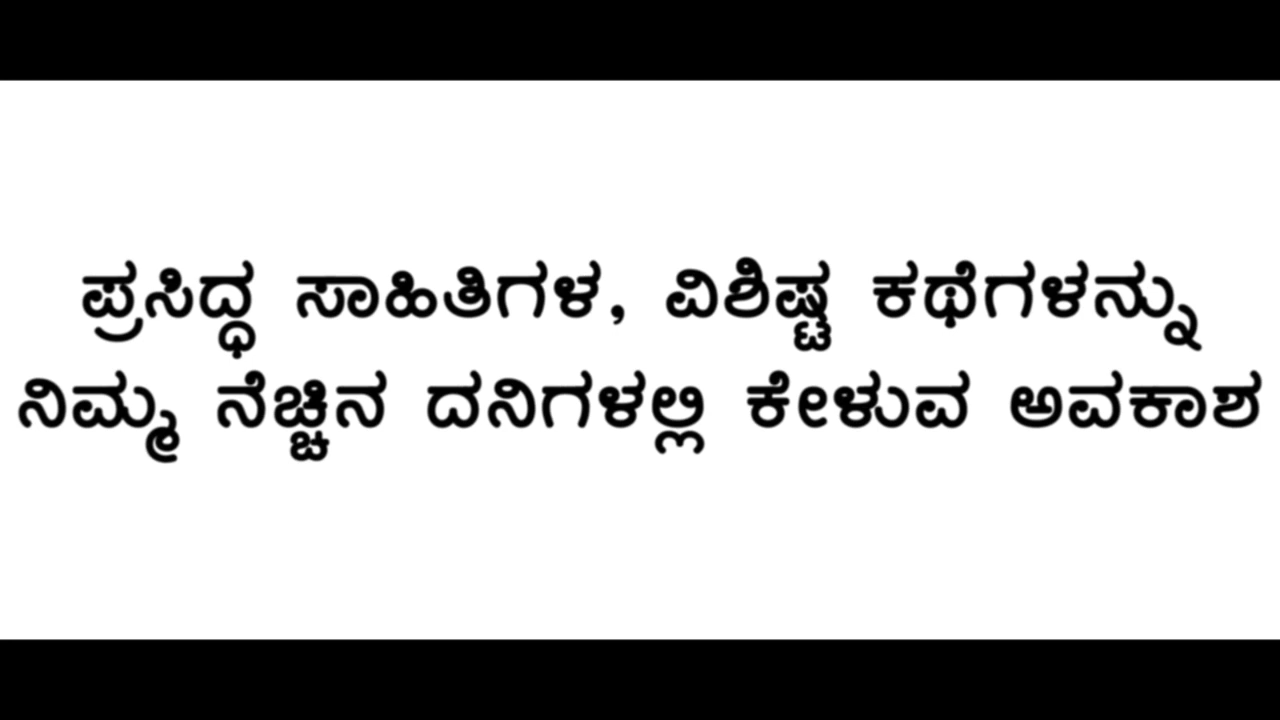 ಪ್ರಸಿದ್ಧ ಸಾಹಿತಿಗಳ, ವಿಶಿಷ್ಟ ಕಥೆಗಳನ್ನು
ನಿಮ್ಮ ನೆಚ್ಚಿನ ದನಿಗಳಲ್ಲಿ ಕೇಳುವ ಅವಕಾಶ